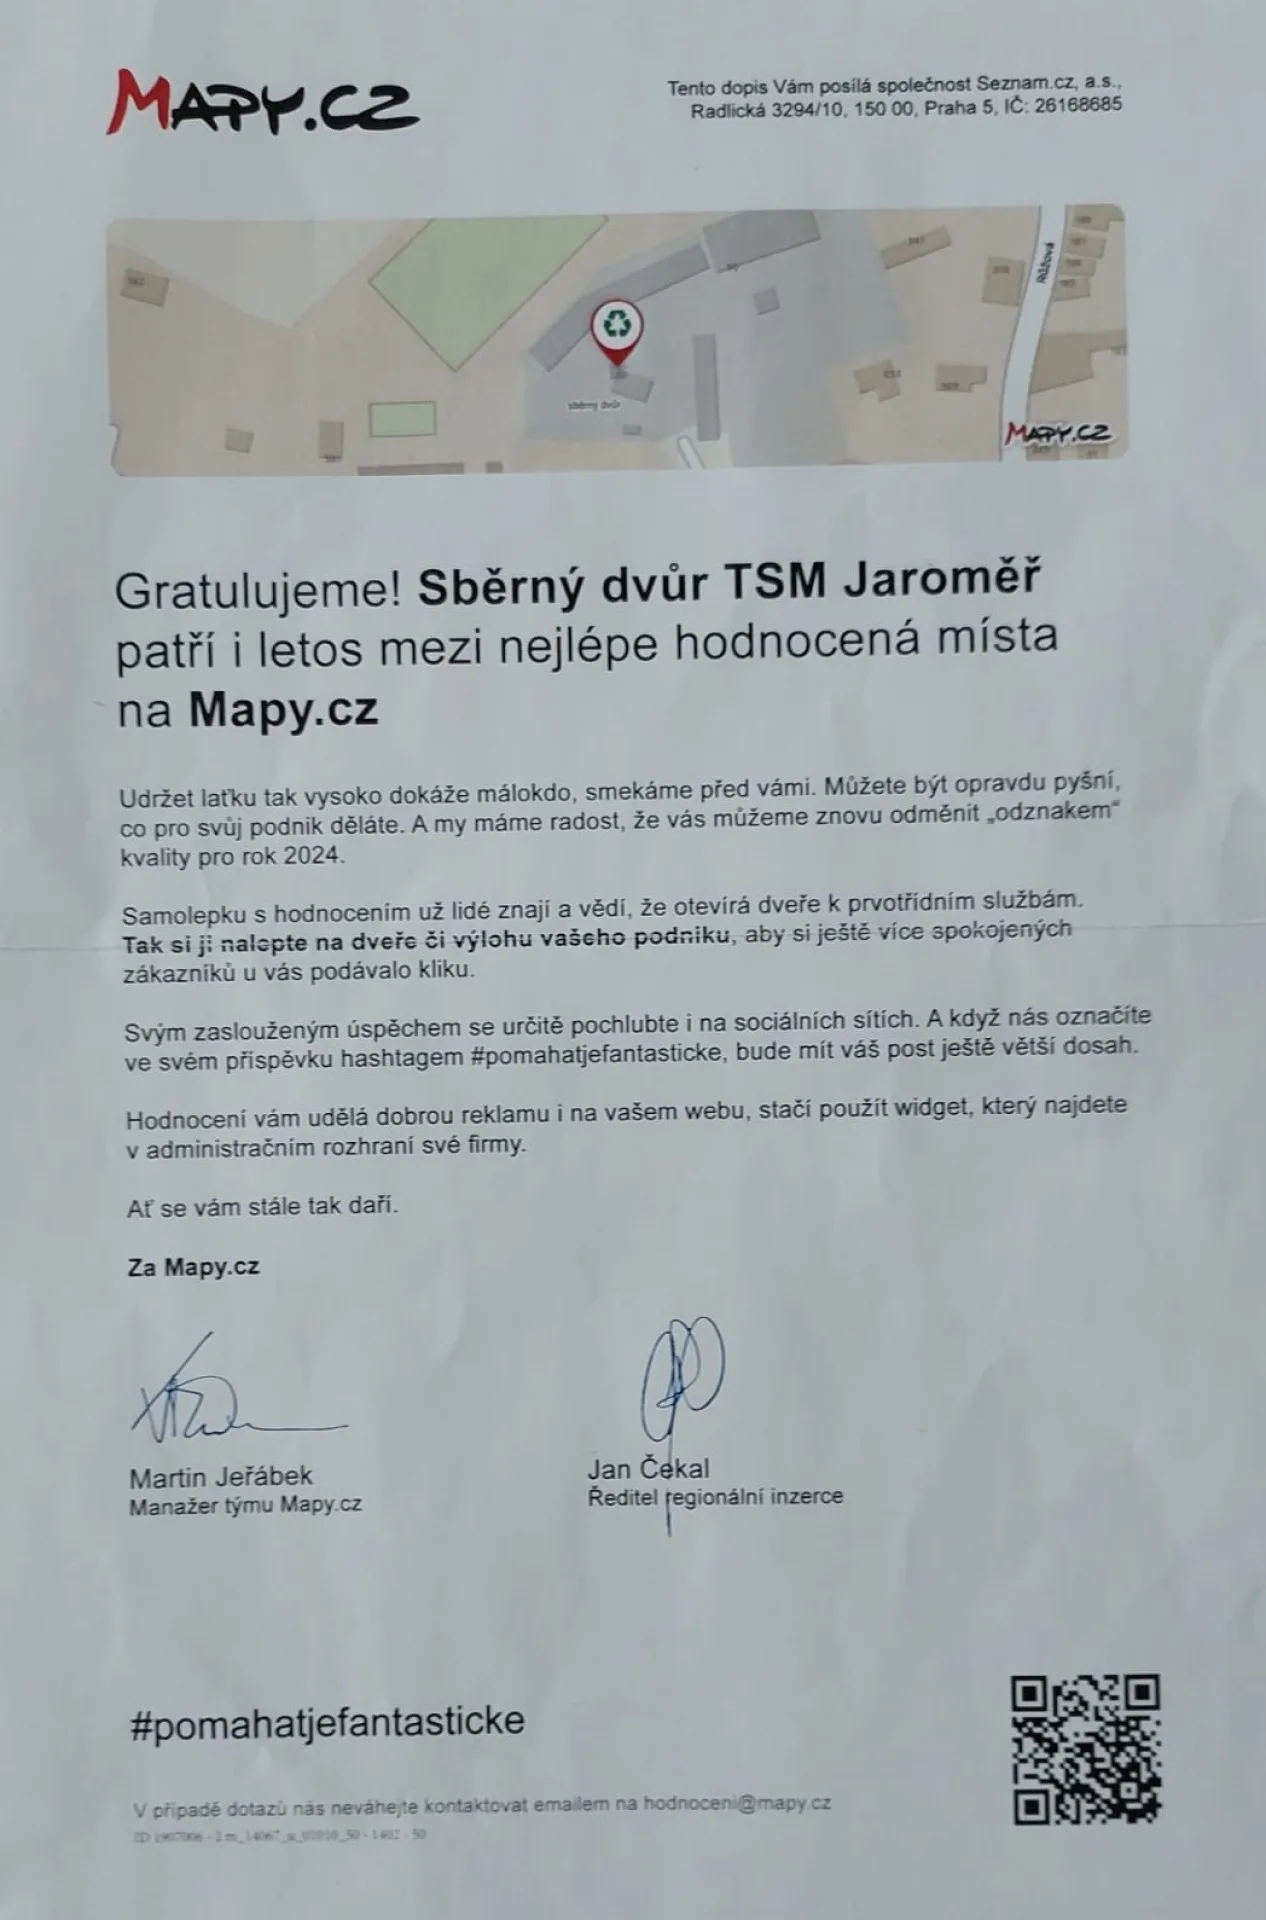 MAPY.CZ
Tento dopis Vám posílá společnost Seznam.cz, a.s.,
Radlická 3294/10, 150 00, Praha 5, IČ: 26168685
Růžová
sběrný dvůr
MAPY.CZ
Gratulujeme! Sběrný dvůr TSM Jaroměř
patří i letos mezi nejlépe hodnocená místa
na Mapy.cz
Udržet laťku tak vysoko dokáže málokdo, smekáme před vámi. Můžete být opravdu pyšní,
co pro svůj podnik děláte. A my máme radost, že vás můžeme znovu odměnit „odznakem“
kvality pro rok 2024.
Samolepku s hodnocením už lidé znají a vědí, že otevírá dveře k prvotřídním službám.
Tak si ji nalepte na dveře či výlohu vašeho podniku, aby si ještě více spokojených
zákazníků u vás podávalo kliku.
Svým zaslouženým úspěchem se určitě pochlubte i na sociálních sítích. A když nás označíte
ve svém příspěvku hashtagem #pomahatjefantasticke, bude mít váš post ještě větší dosah.
Hodnocení vám udělá dobrou reklamu i na vašem webu, stačí použít widget, který najdete
v administračním rozhraní své firmy.
Ať se vám stále tak daří.
Za Mapy.cz
Martin Jeřábek
Manažer týmu Mapy.cz
Jan Čekal
Ředitel regionální inzerce
#pomahatjefantasticke
V případě dotazů nás neváhejte kontaktovat emailem na hodnoceni@mapy.cz